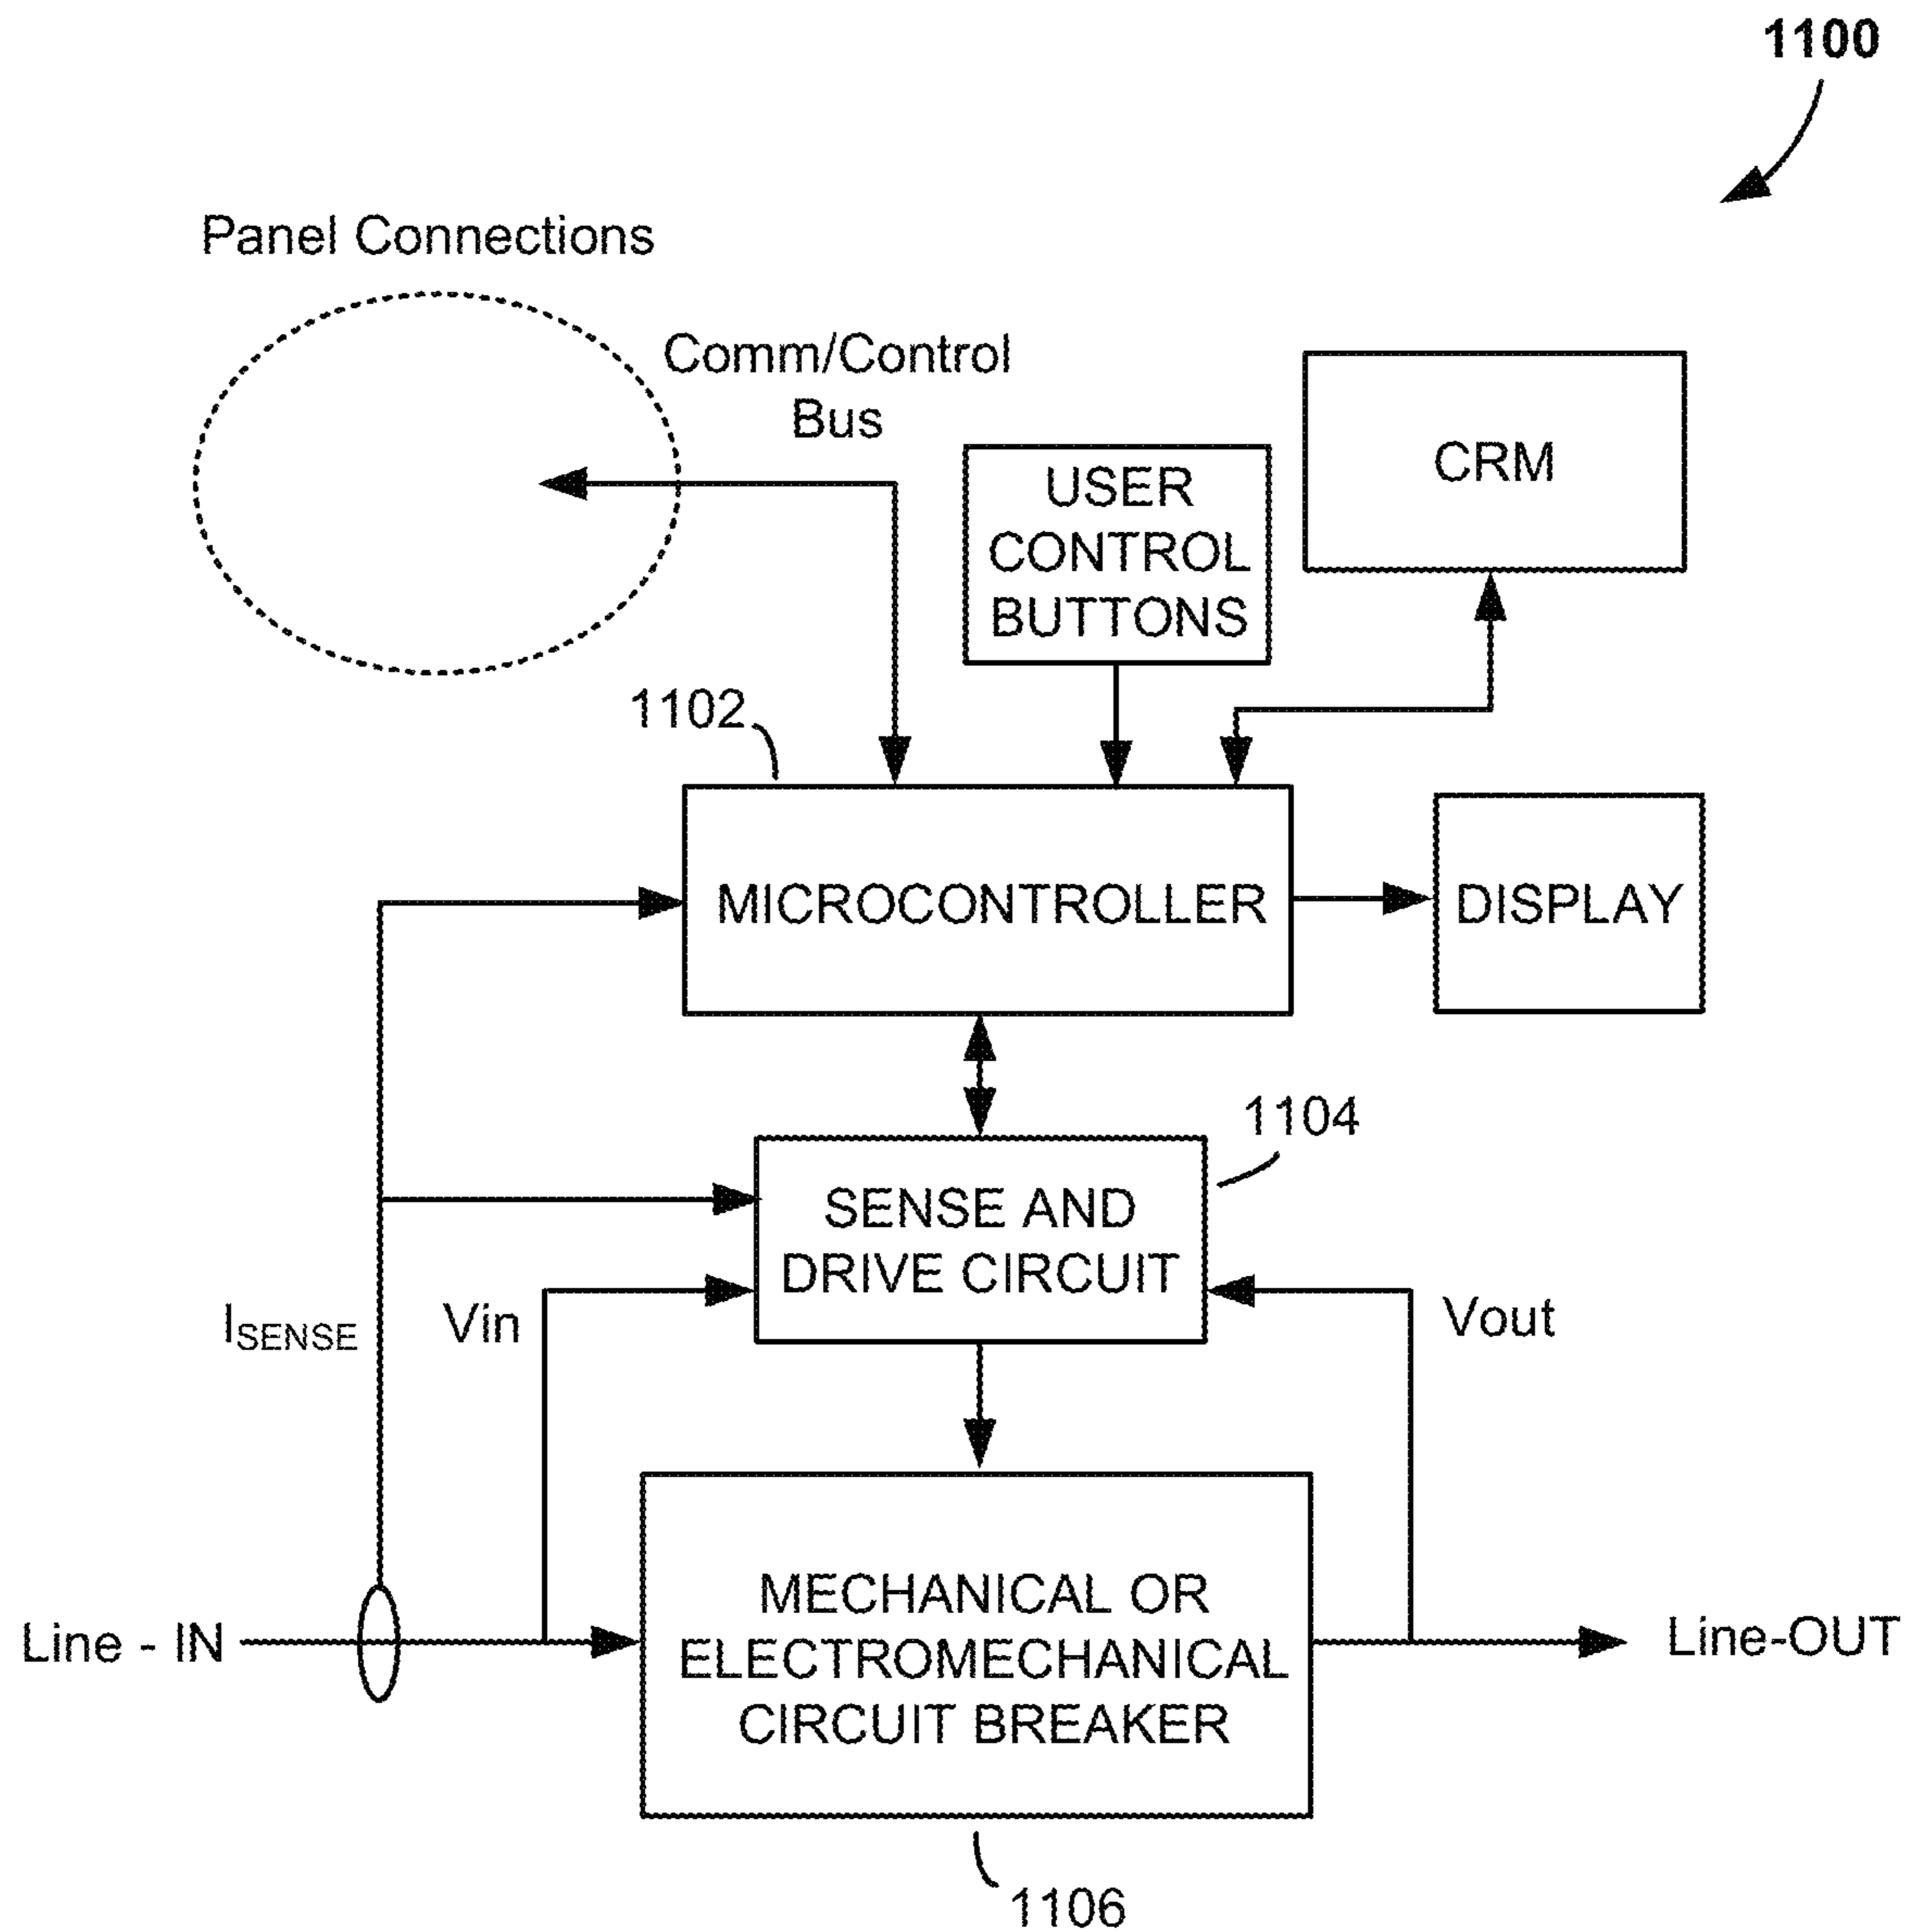 1100
Panel Connections
Comm/Control
Bus
USER
CONTROL
BUTTONS
CRM
1102
MICROCONTROLLER
DISPLAY
1104
SENSE AND
DRIVE CIRCUIT
ISENSE
Vin
Vout
MECHANICAL OR
ELECTROMECHANICAL
CIRCUIT BREAKER
Line - IN
Line-OUT
1106